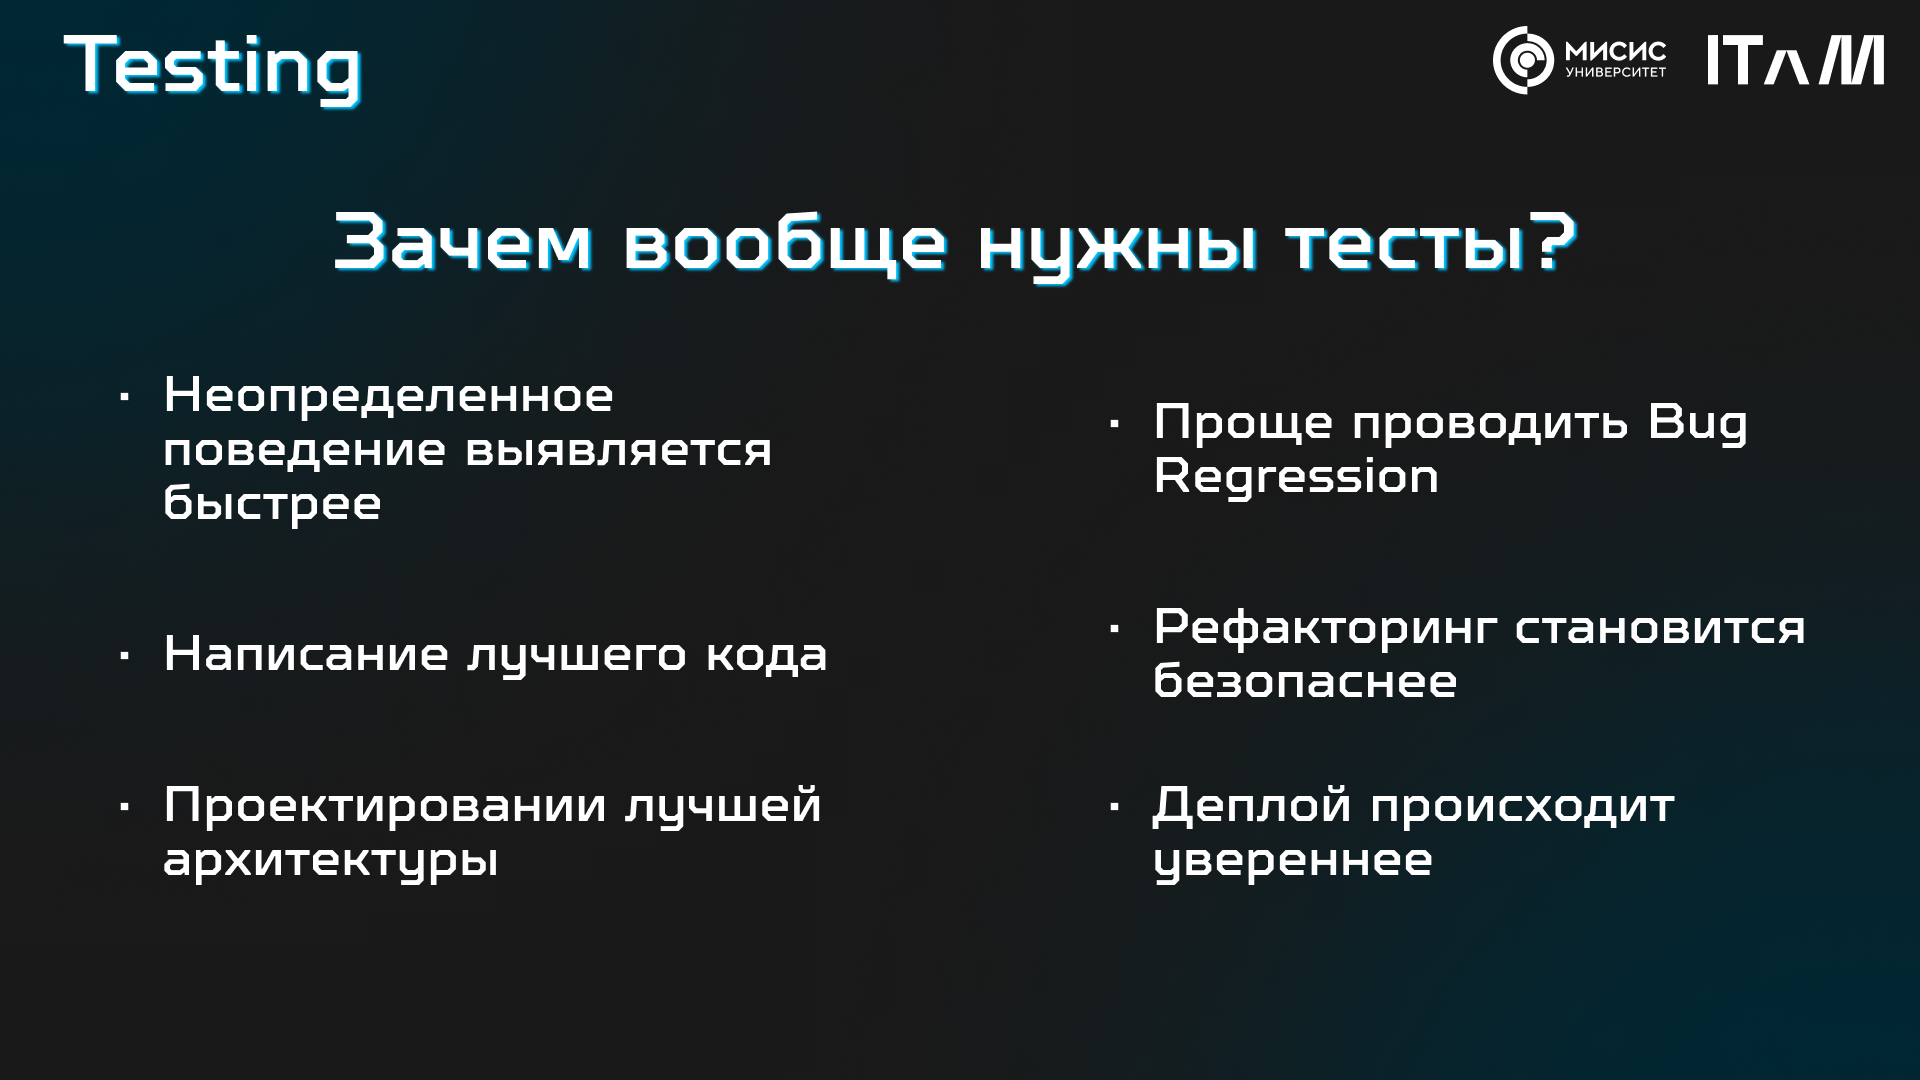 Testing
МИСИС
УНИВЕРСИТЕТ
ITAM
Зачем вообще нужны тесты?
· Неопределенное
поведение выявляется
быстрее
· Написание лучшего кода
· Проектировании лучшей
архитектуры
· Проще проводить Bug
Regression
· Рефакторинг становится
безопаснее
· Деплой происходит
увереннее